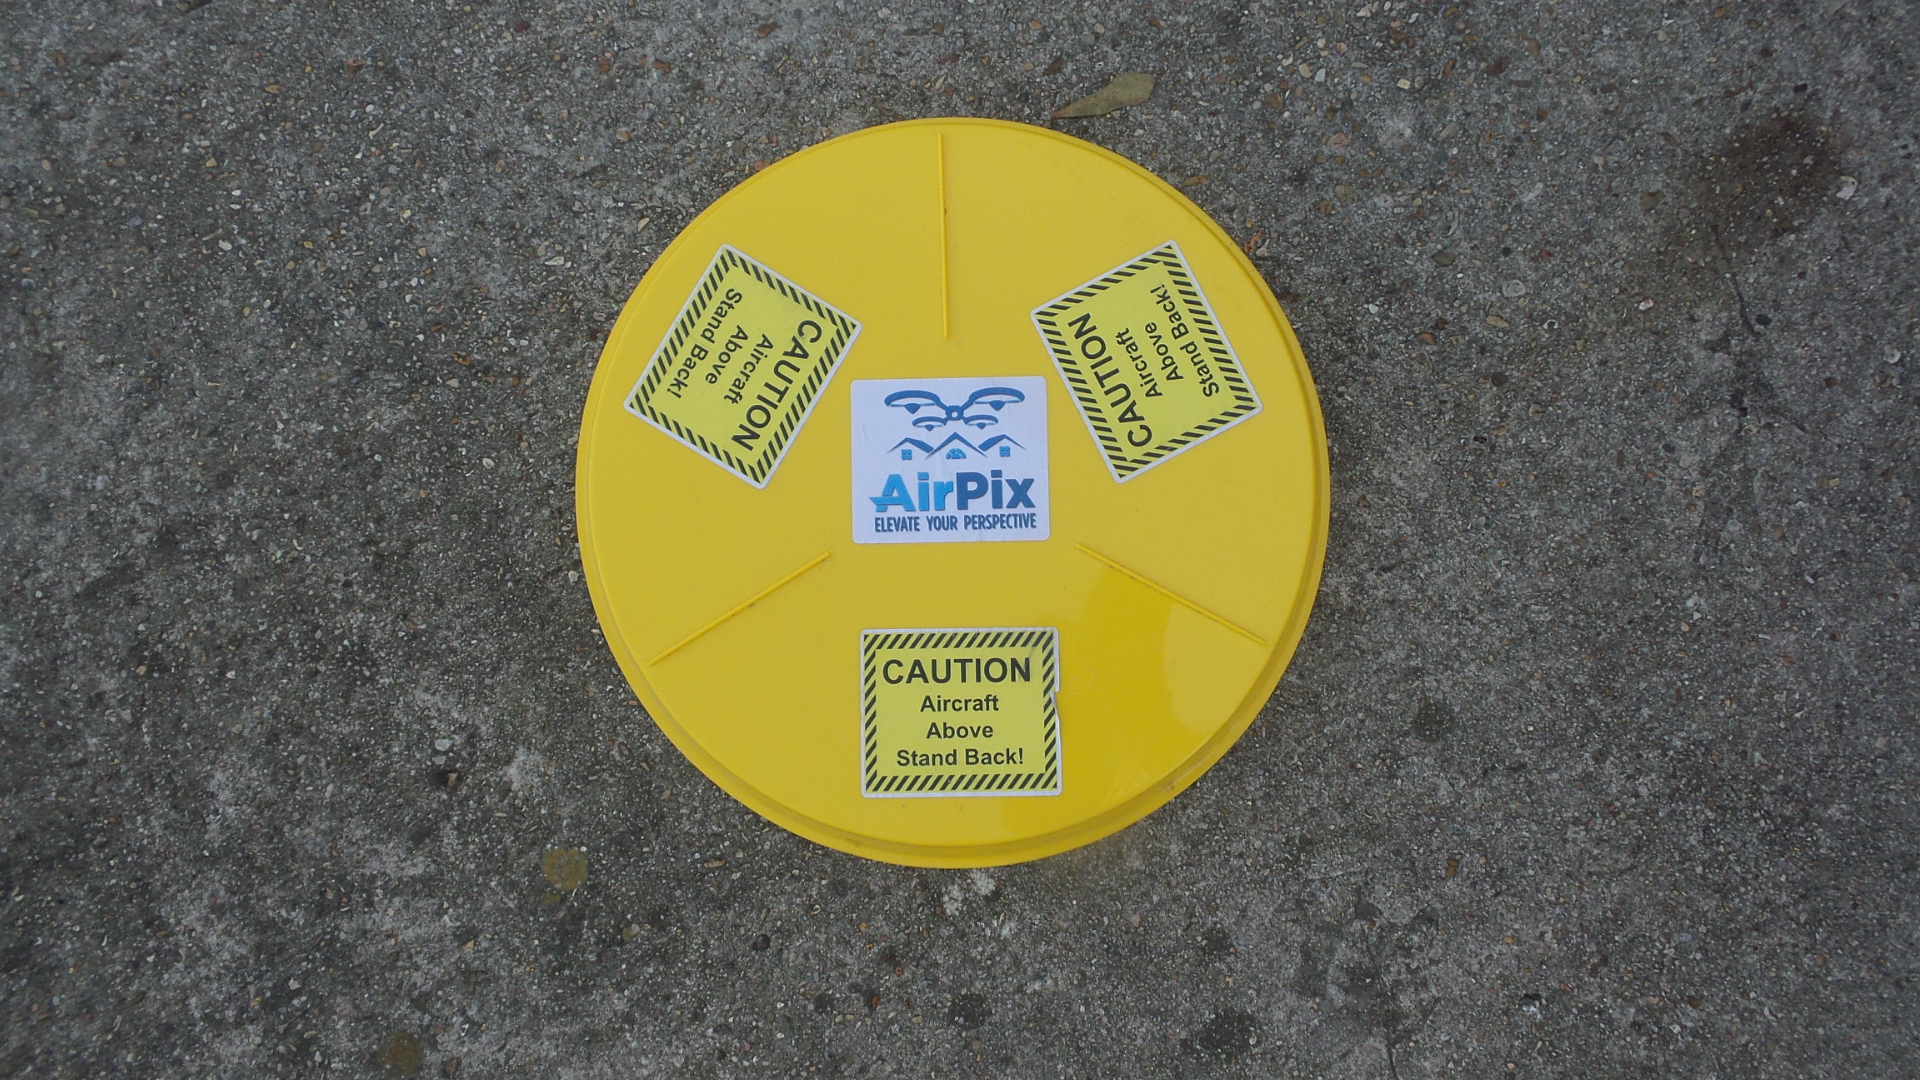 CAUTION
Aircraft
Above
Stand Back!
CAUTION
Aircraft
Above
Stand Back!
AirPix
ELEVATE YOUR PERSPECTIVE
CAUTION
Aircraft
Above
Stand Back!